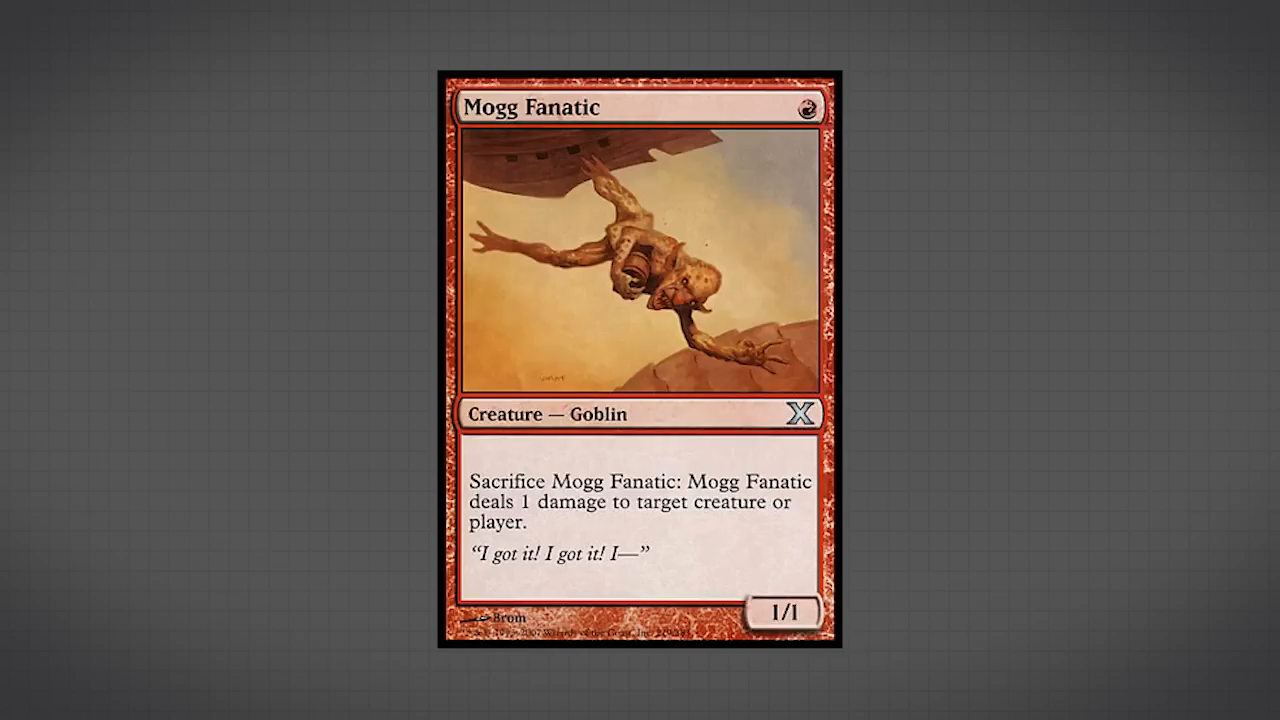 Mogg Fanatic
Creature — Goblin
X
Sacrifice Mogg Fanatic: Mogg Fanatic
deals 1 damage to target creature or
player.
“I got it! I got it! I—”
1/1
Brom